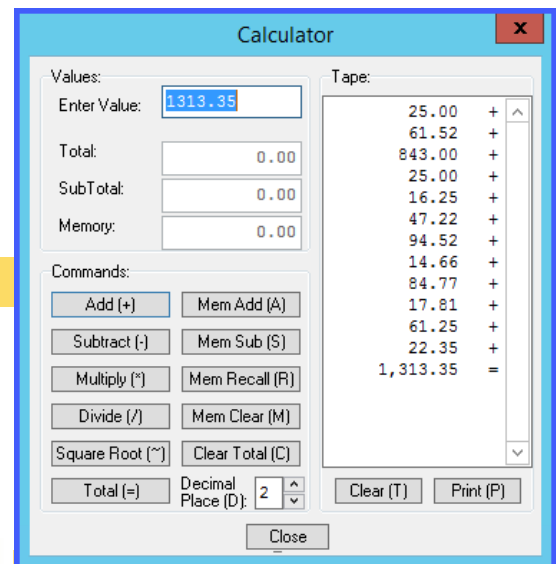 Calculator
x
Values:
Enter Value: 1313.35
Total: 0.00
SubTotal: 0.00
Memory: 0.00
Commands:
Add (+) Mem Add (A)
Subtract (-) Mem Sub (S)
Multiply (*) Mem Recall (R)
Divide (/) Mem Clear (M)
Square Root (~) Clear Total (C)
Total (=) Decimal Place (D): 2
Tape:
25.00 +
61.52 +
843.00 +
25.00 +
16.25 +
47.22 +
94.52 +
14.66 +
84.77 +
17.81 +
61.25 +
22.35 +
1,313.35 =
Clear (T) Print (P)
Close